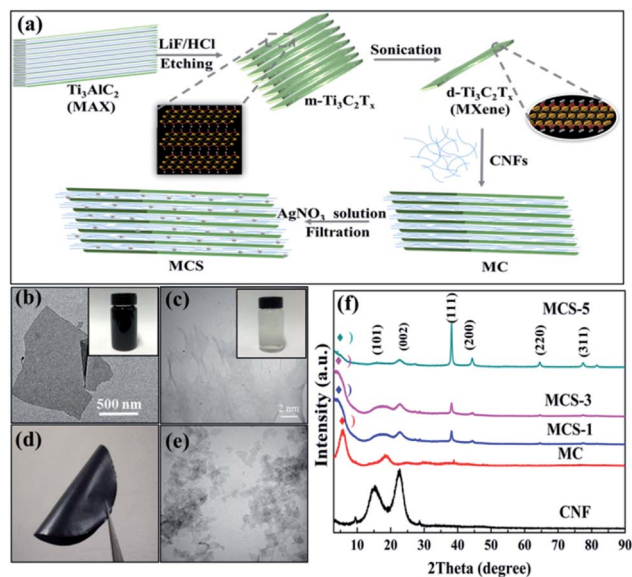 (a)
LiF/HCl
Etching
Sonication
Ti₃AlC₂
(MAX)
m-Ti₃C₂Tₓ
d-Ti₃C₂Tₓ
(MXene)
CNFs
AgNO₃ solution
Filtration
MCS
MC
(b)
500 nm
(c)
2 nm
(d)
(e)
(f)
(111)
MCS-5
(101)
(002)
(200)
(220)
(311)
MCS-3
MCS-1
MC
CNF
Intensity (a.u.)
10 20 30 40 50 60 70 80 90
2Theta (degree)